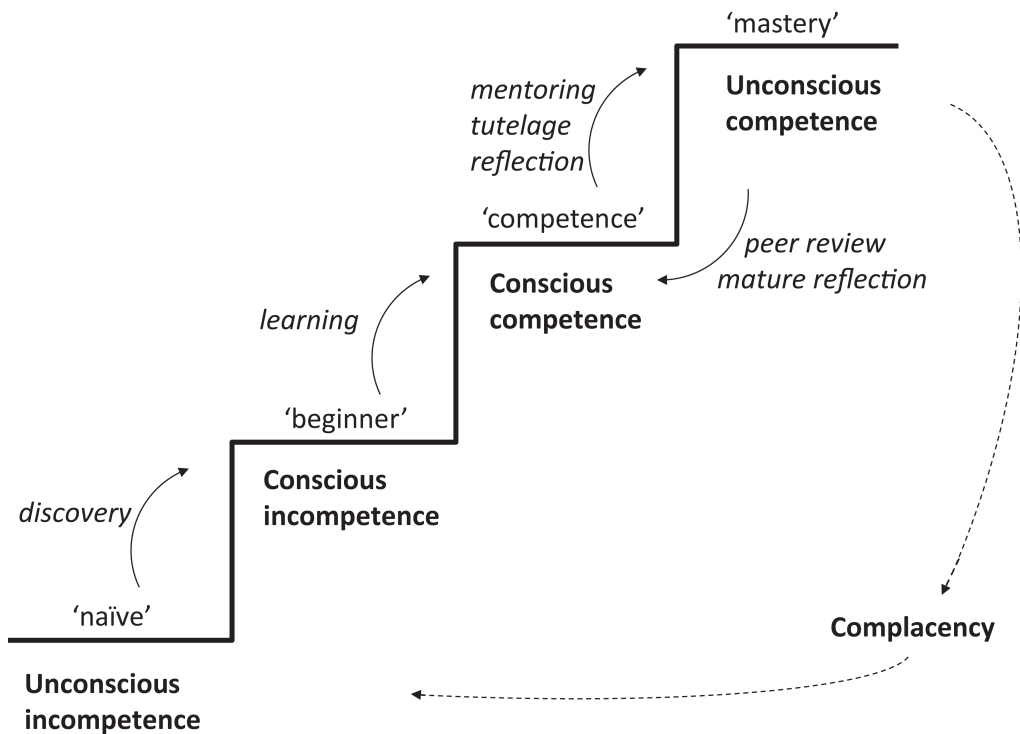 ‘mastery’
mentoring
tutelage
reflection
Unconscious
competence
‘competence’
peer review
mature reflection
Conscious
competence
learning
‘beginner’
Conscious
incompetence
discovery
‘naïve’
Complacency
Unconscious
incompetence